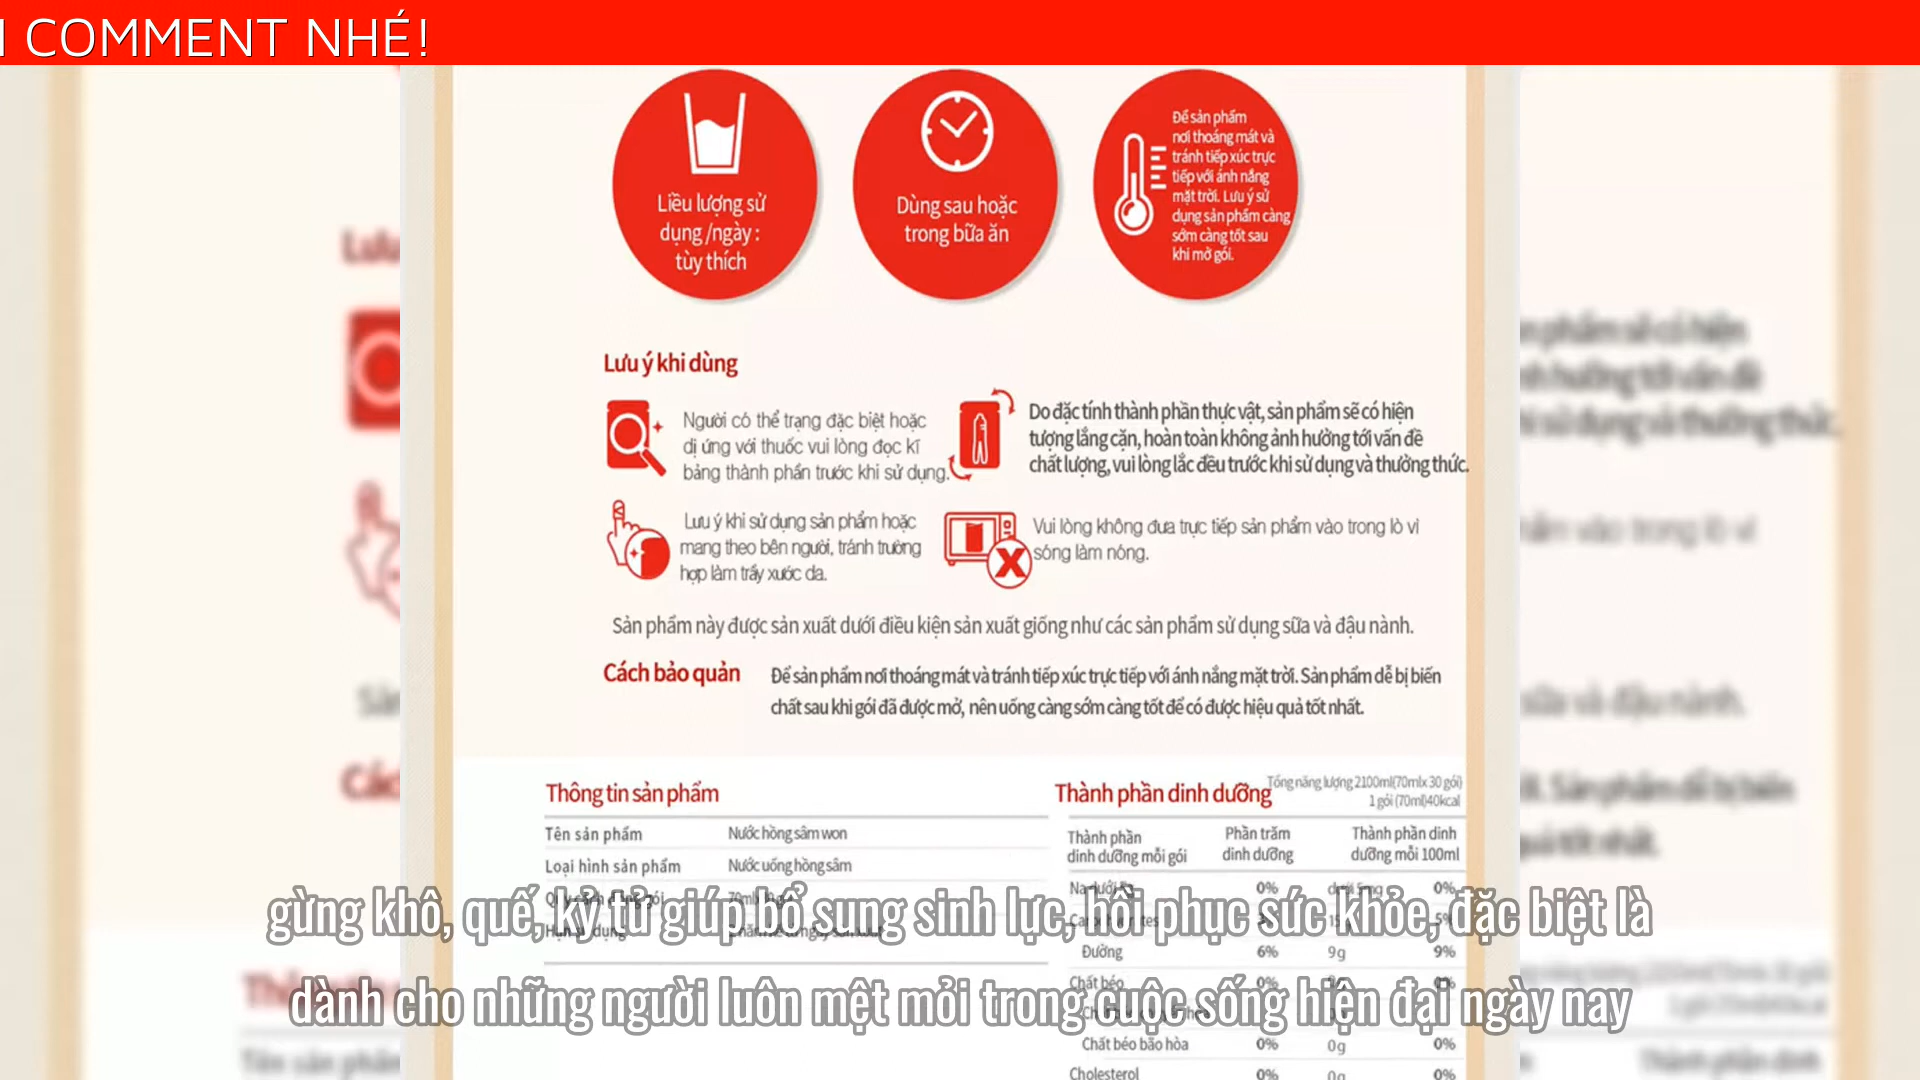 COMMENT NHÉ!
Liều lượng sử
dụng /ngày :
tùy thích
Dùng sau hoặc
trong bữa ăn
Để sản phẩm
nơi thoáng mát và
tránh tiếp xúc trực
tiếp với ánh nắng
mặt trời. Lưu ý sử
dụng sản phẩm càng
sớm càng tốt sau
khi mở gói.
Lưu ý khi dùng
Người có thể trạng đặc biệt hoặc
dị ứng với thuốc vui lòng đọc kĩ
bảng thành phần trước khi sử dụng.
Do đặc tính thành phần thực vật, sản phẩm sẽ có hiện
tượng lắng cặn, hoàn toàn không ảnh hưởng tới vấn đề
chất lượng, vui lòng lắc đều trước khi sử dụng và thưởng thức.
Lưu ý khi sử dụng sản phẩm hoặc
mang theo bên người, tránh trường
hợp làm trầy xước da.
Vui lòng không đưa trực tiếp sản phẩm vào trong lò vi
sóng làm nóng.
Sản phẩm này được sản xuất dưới điều kiện sản xuất giống như các sản phẩm sử dụng sữa và đậu nành.
Cách bảo quản
Để sản phẩm nơi thoáng mát và tránh tiếp xúc trực tiếp với ánh nắng mặt trời. Sản phẩm dễ bị biến
chất sau khi gói đã được mở, nên uống càng sớm càng tốt để có được hiệu quả tốt nhất.
Thông tin sản phẩm
Tên sản phẩm Nước hồng sâm won
Loại hình sản phẩm Nước uống hồng sâm
Thành phần dinh dưỡng
Tổng năng lượng 2100ml(70mlx 30 gói)
1 gói (70ml)40kcal
Thành phần
dinh dưỡng mỗi gói
Phần trăm
dinh dưỡng
Thành phần dinh
dưỡng mỗi 100ml
0% 0%
Đường 6% 9g 9%
Chất béo 0%
Chất béo bão hòa 0% 0g 0%
Cholesterol 0% 0g 0%
gừng khô, quế, kỷ tử giúp bổ sung sinh lực, hồi phục sức khỏe, đặc biệt là
dành cho những người luôn mệt mỏi trong cuộc sống hiện đại ngày nay